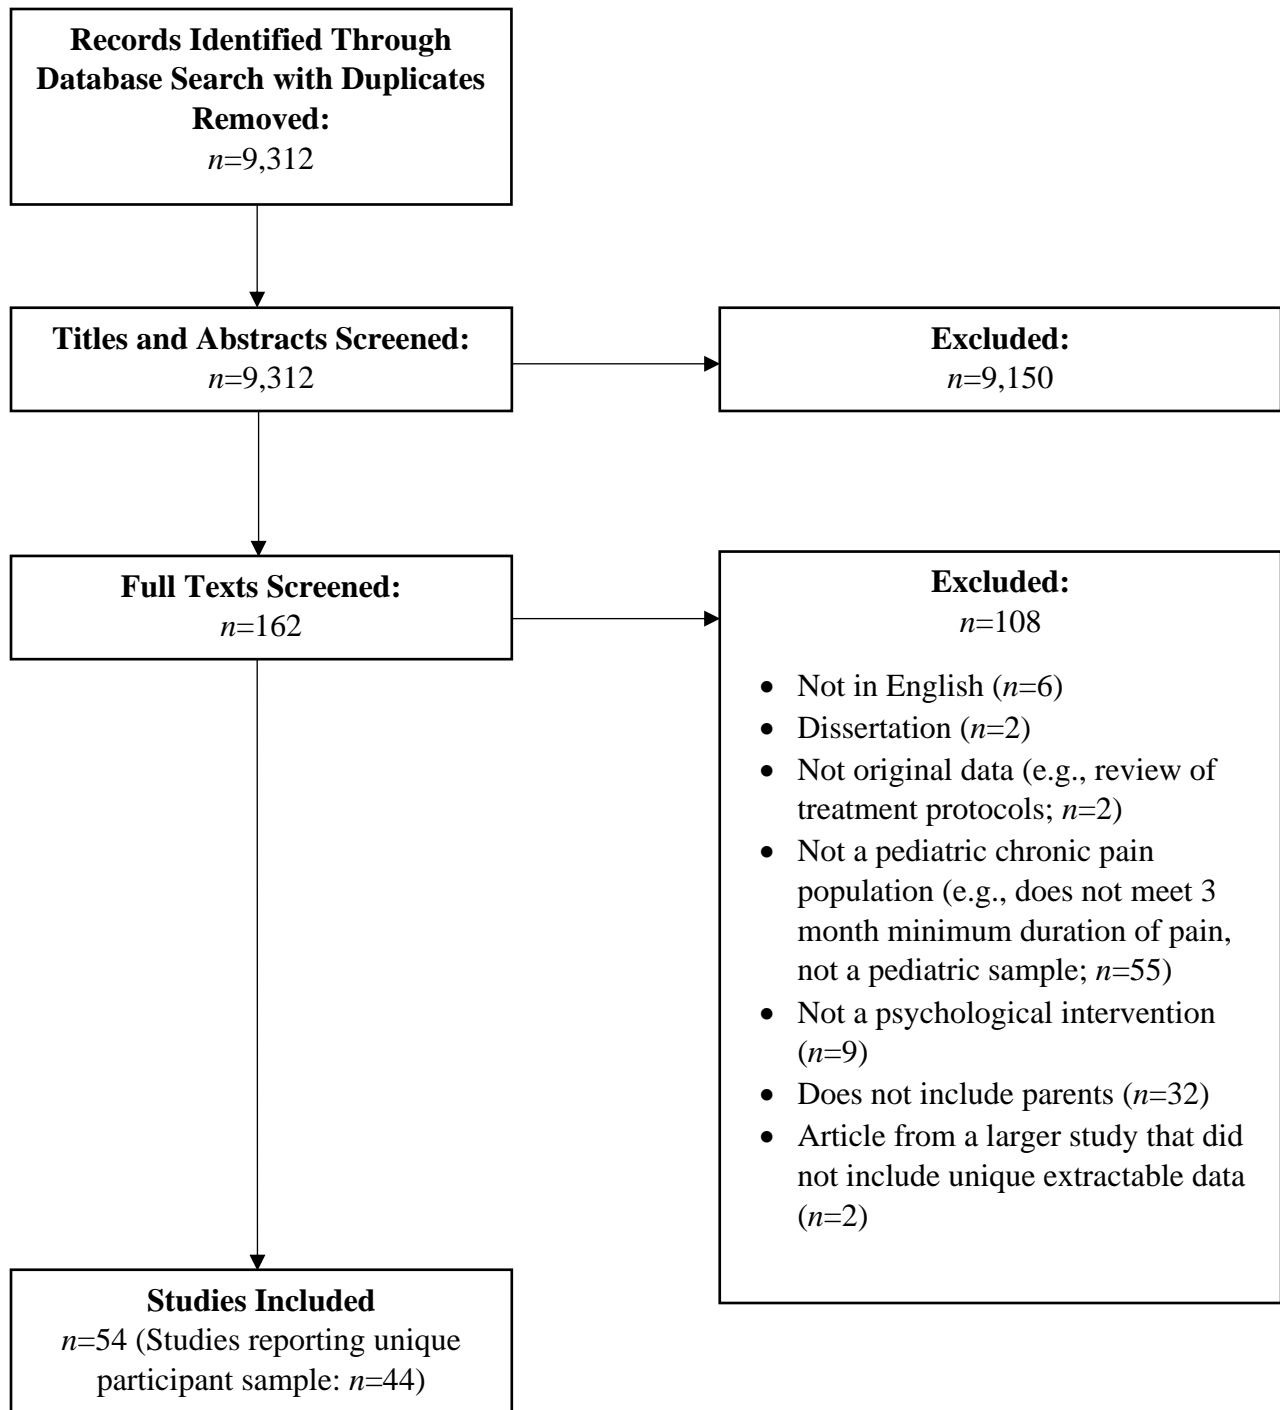 Records Identified Through
Database Search with Duplicates
Removed:
n=9,312
Titles and Abstracts Screened:
n=9,312
Excluded:
n=9,150
Full Texts Screened:
n=162
Excluded:
n=108
• Not in English (n=6)
• Dissertation (n=2)
• Not original data (e.g., review of
treatment protocols; n=2)
• Not a pediatric chronic pain
population (e.g., does not meet 3
month minimum duration of pain,
not a pediatric sample; n=55)
• Not a psychological intervention
(n=9)
• Does not include parents (n=32)
• Article from a larger study that did
not include unique extractable data
(n=2)
Studies Included
n=54 (Studies reporting unique
participant sample: n=44)